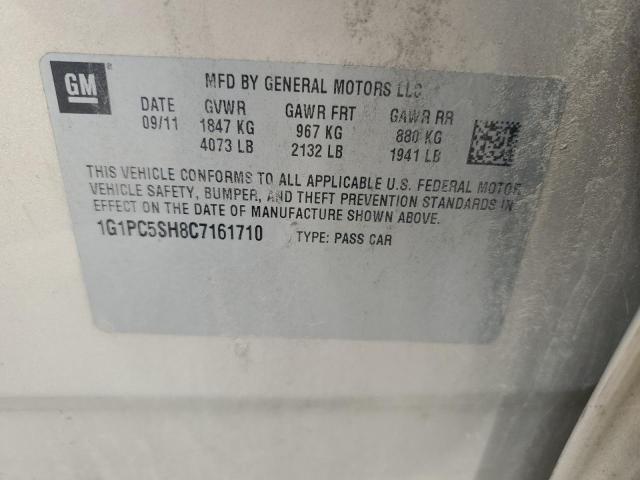 GM
MFD BY GENERAL MOTORS LLC
DATE GVWR GAWR FRT GAWR RR
09/11 1847 KG 967 KG 880 KG
4073 LB 2132 LB 1941 LB
THIS VEHICLE CONFORMS TO ALL APPLICABLE U.S. FEDERAL MOTOR
VEHICLE SAFETY, BUMPER, AND THEFT PREVENTION STANDARDS IN
EFFECT ON THE DATE OF MANUFACTURE SHOWN ABOVE.
1G1PC5SH8C7161710 TYPE: PASS CAR